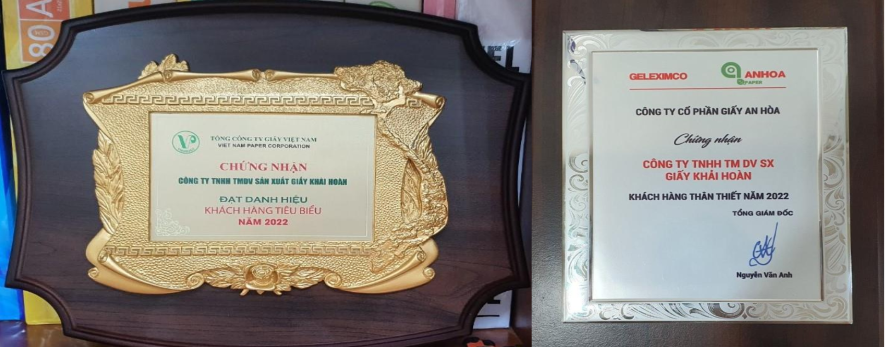 80
TỔNG CÔNG TY GIẤY VIỆT NAM
VIET NAM PAPER CORPORATION
CHỨNG NHẬN
CÔNG TY TNHH TMDV SẢN XUẤT GIẤY KHẢI HOÀN
ĐẠT DANH HIỆU
KHÁCH HÀNG TIÊU BIỂU
NĂM 2022
GELEXIMCO
ANHOA
PAPER
CÔNG TY CỔ PHẦN GIẤY AN HÒA
Chứng nhận
CÔNG TY TNHH TM DV SX
GIẤY KHẢI HOÀN
KHÁCH HÀNG THÂN THIẾT NĂM 2022
TỔNG GIÁM ĐỐC
Nguyễn Văn Anh